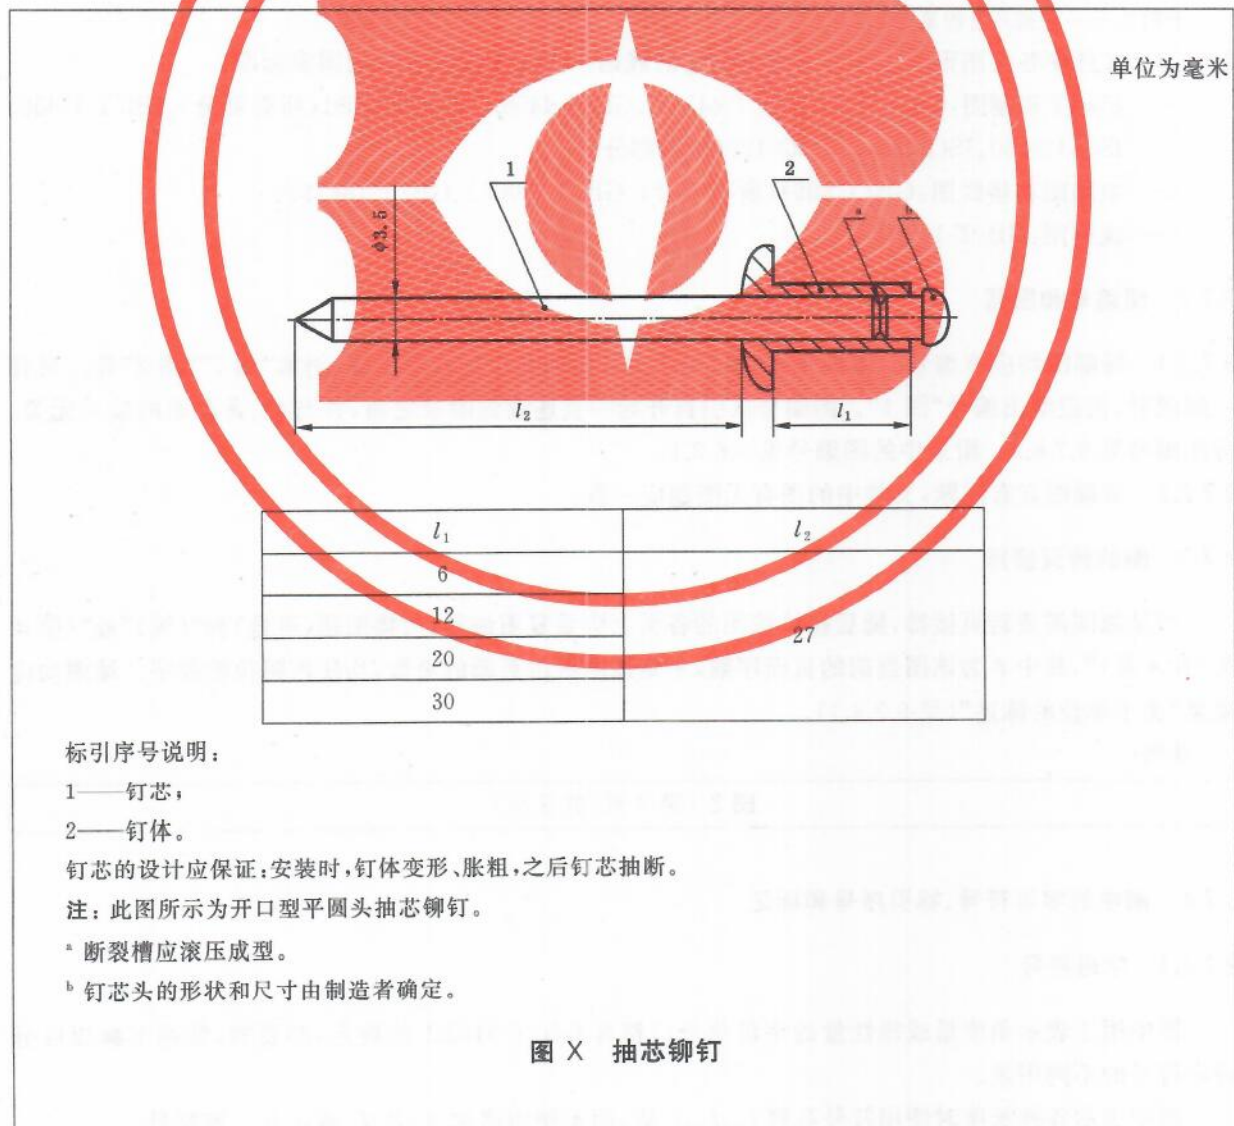 单位为毫米
1
2
a
b
φ3.5
l₂
l₁
l₁ l₂
6
12
20
30
27
标引序号说明：
1——钉芯；
2——钉体。
钉芯的设计应保证：安装时，钉体变形、胀粗，之后钉芯抽断。
注：此图所示为开口型平圆头抽芯铆钉。
ᵃ 断裂槽应滚压成型。
ᵇ 钉芯头的形状和尺寸由制造者确定。
图 X 抽芯铆钉